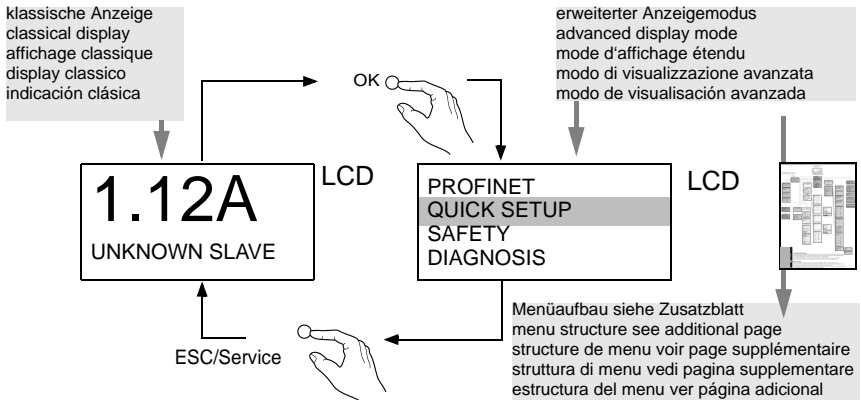 klassische Anzeige
classical display
affichage classique
display classico
indicación clásica
erweiterter Anzeigemodus
advanced display mode
mode d'affichage étendu
modo di visualizzazione avanzata
modo de visualisación avanzada
OK
1.12A
UNKNOWN SLAVE
LCD
PROFINET
QUICK SETUP
SAFETY
DIAGNOSIS
LCD
ESC/Service
Menüaufbau siehe Zusatzblatt
menu structure see additional page
structure de menu voir page supplémentaire
struttura di menu vedi pagina supplementare
estructura del menu ver página adicional